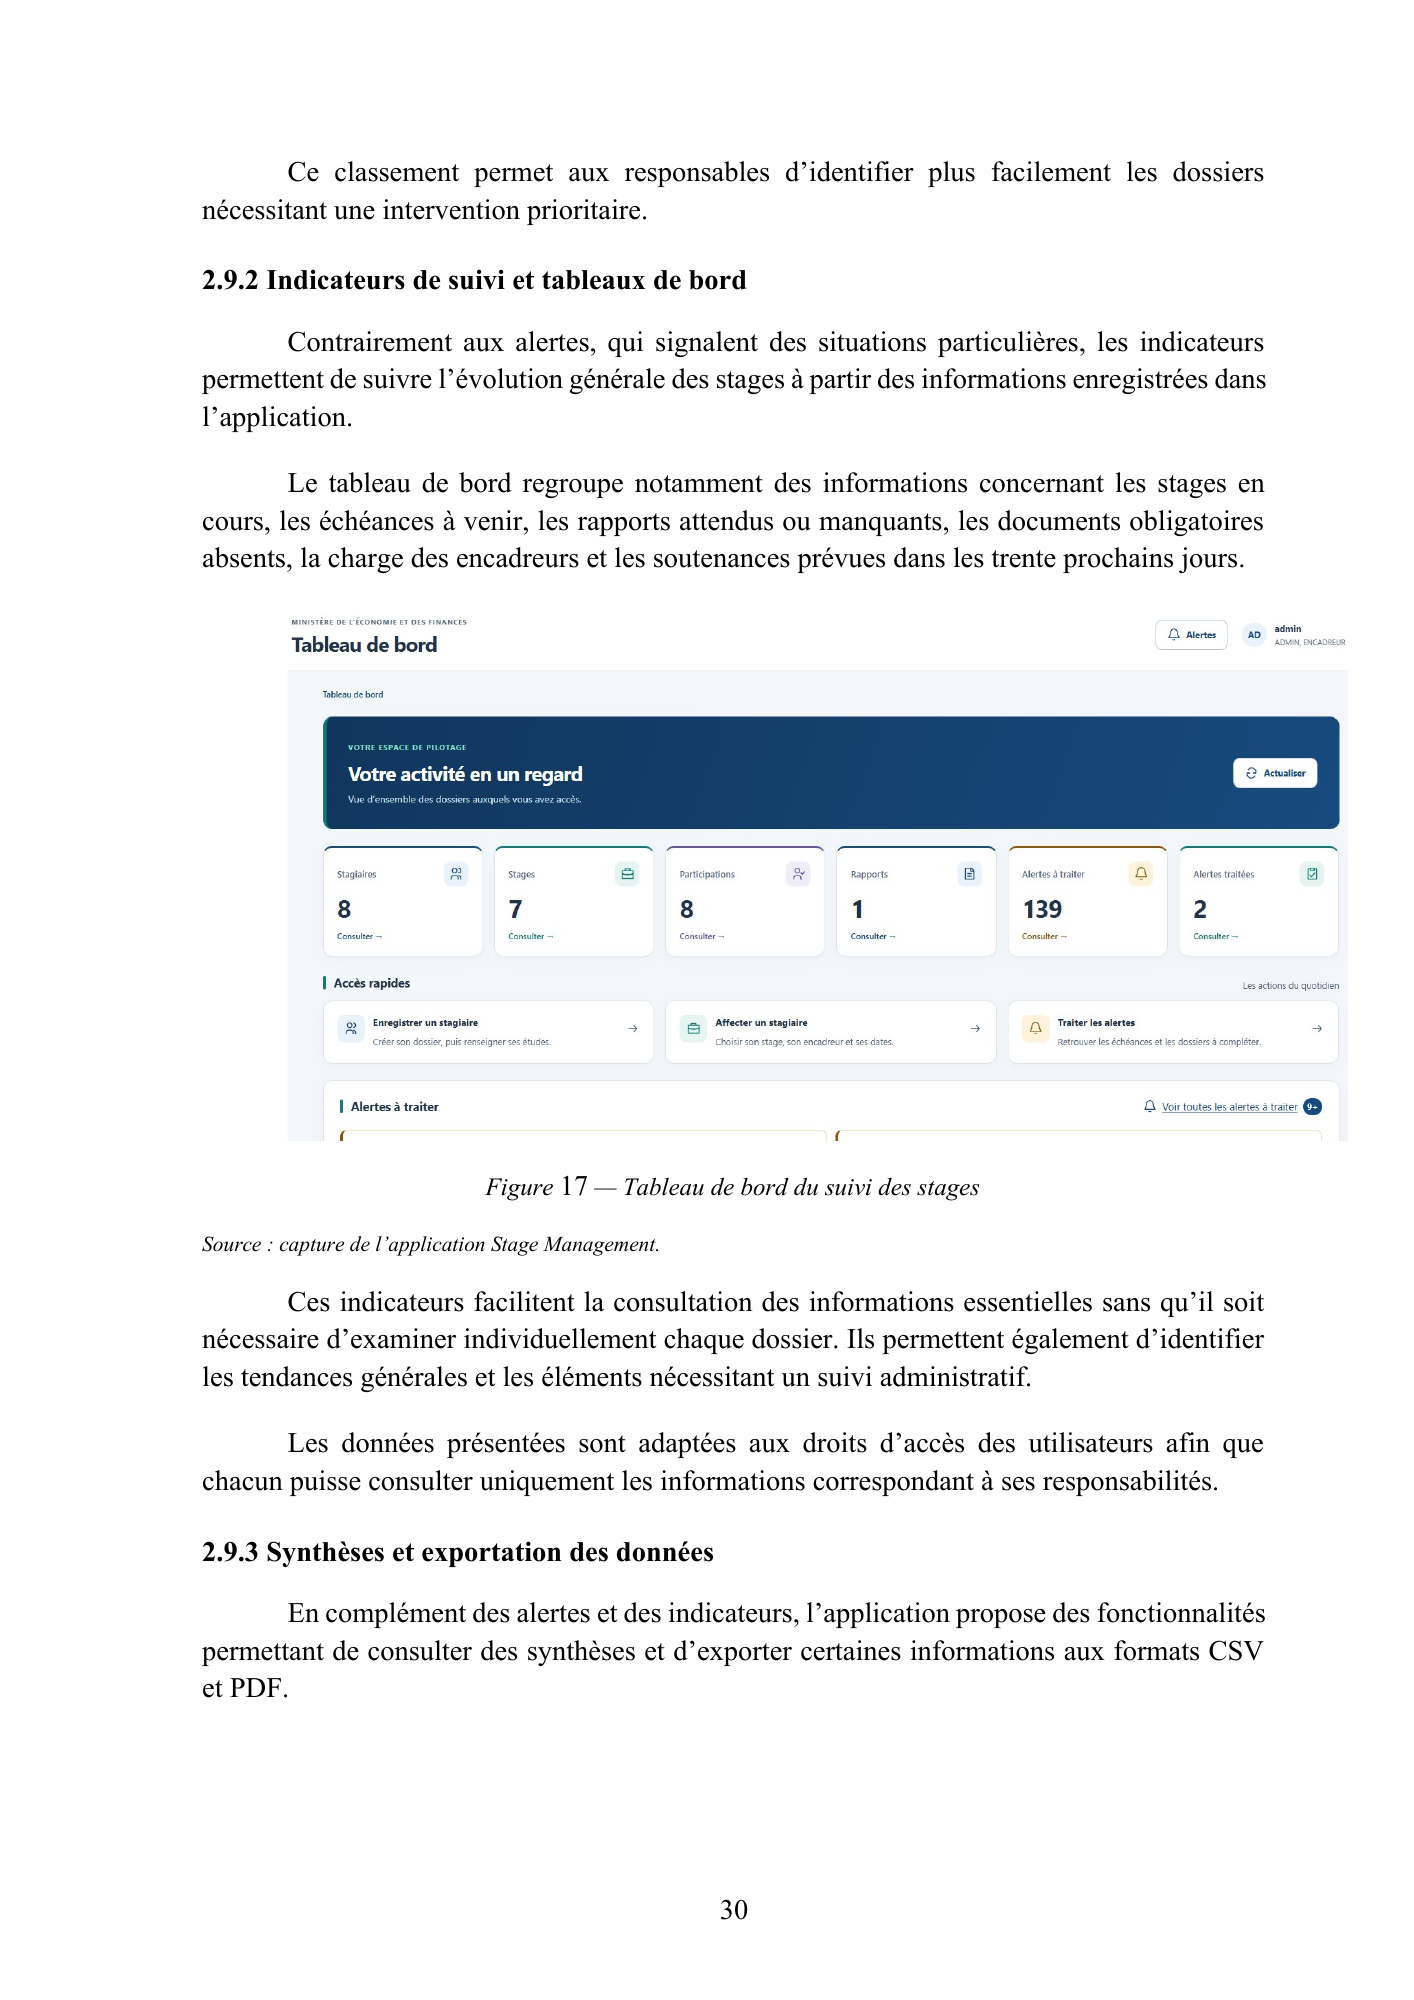 Ce classement permet aux responsables d’identifier plus facilement les dossiers
nécessitant une intervention prioritaire.
2.9.2 Indicateurs de suivi et tableaux de bord
Contrairement aux alertes, qui signalent des situations particulières, les indicateurs
permettent de suivre l’évolution générale des stages à partir des informations enregistrées dans
l’application.
Le tableau de bord regroupe notamment des informations concernant les stages en
cours, les échéances à venir, les rapports attendus ou manquants, les documents obligatoires
absents, la charge des encadreurs et les soutenances prévues dans les trente prochains jours.
MINISTÈRE DE L'ÉCONOMIE ET DES FINANCES
Tableau de bord
Alertes
AD
admin
ADMIN, ENCADREUR
Tableau de bord
VOTRE ESPACE DE PILOTAGE
Votre activité en un regard
Vue d'ensemble des dossiers auxquels vous avez accès.
Actualiser
Stagiaires
8
Consulter →
Stages
7
Consulter →
Participations
8
Consulter →
Rapports
1
Consulter →
Alertes à traiter
139
Consulter →
Alertes traitées
2
Consulter →
Accès rapides
Les actions du quotidien
Enregistrer un stagiaire
Créer son dossier, puis renseigner ses études.
→
Affecter un stagiaire
Choisir son stage, son encadreur et ses dates.
→
Traiter les alertes
Retrouver les échéances et les dossiers à compléter.
→
Alertes à traiter
Voir toutes les alertes à traiter 9+
Figure 17 — Tableau de bord du suivi des stages
Source : capture de l’application Stage Management.
Ces indicateurs facilitent la consultation des informations essentielles sans qu’il soit
nécessaire d’examiner individuellement chaque dossier. Ils permettent également d’identifier
les tendances générales et les éléments nécessitant un suivi administratif.
Les données présentées sont adaptées aux droits d’accès des utilisateurs afin que
chacun puisse consulter uniquement les informations correspondant à ses responsabilités.
2.9.3 Synthèses et exportation des données
En complément des alertes et des indicateurs, l’application propose des fonctionnalités
permettant de consulter des synthèses et d’exporter certaines informations aux formats CSV
et PDF.
30